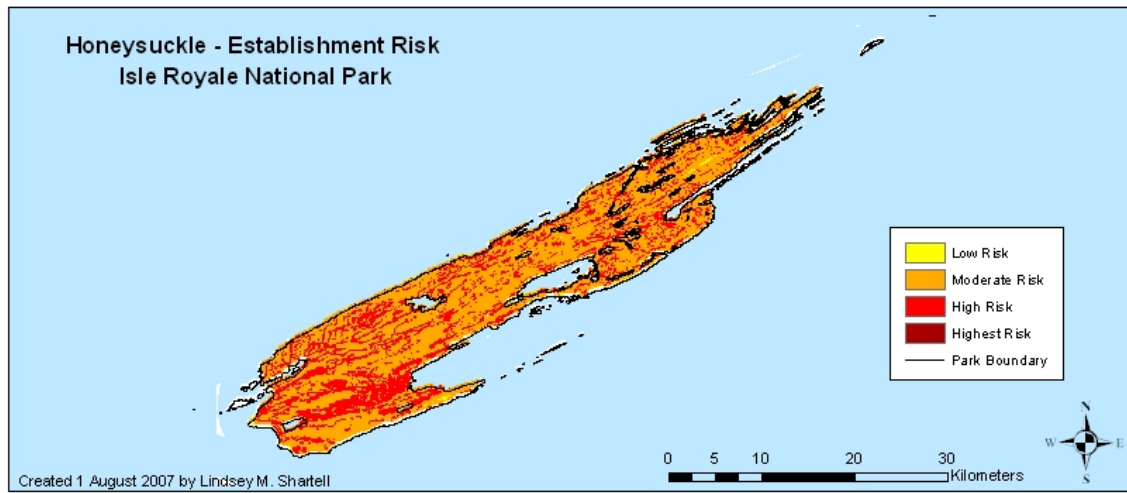 Honeysuckle - Establishment Risk
Isle Royale National Park
Low Risk
Moderate Risk
High Risk
Highest Risk
Park Boundary
N
W E
S
0 5 10 20 30
Kilometers
Created 1 August 2007 by Lindsey M. Shartell